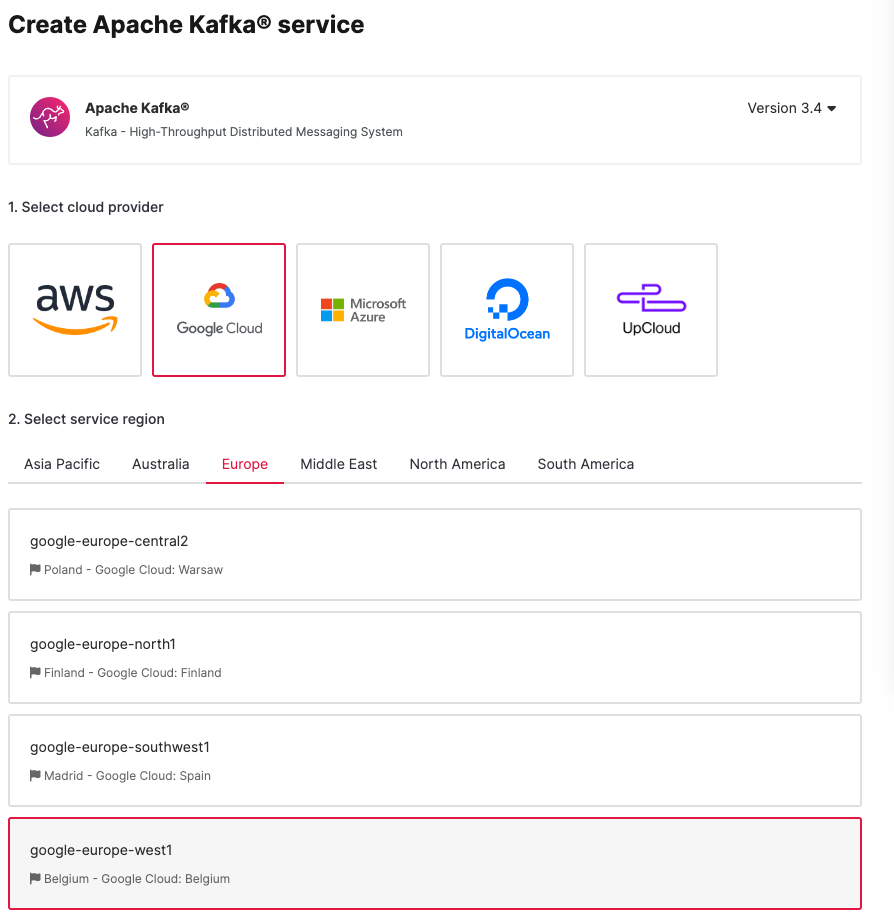 Create Apache Kafka® service
Apache Kafka®
Kafka - High-Throughput Distributed Messaging System
Version 3.4
1. Select cloud provider
aws
Google Cloud
Microsoft
Azure
DigitalOcean
UpCloud
2. Select service region
Asia Pacific Australia Europe Middle East North America South America
google-europe-central2
Poland - Google Cloud: Warsaw
google-europe-north1
Finland - Google Cloud: Finland
google-europe-southwest1
Madrid - Google Cloud: Spain
google-europe-west1
Belgium - Google Cloud: Belgium